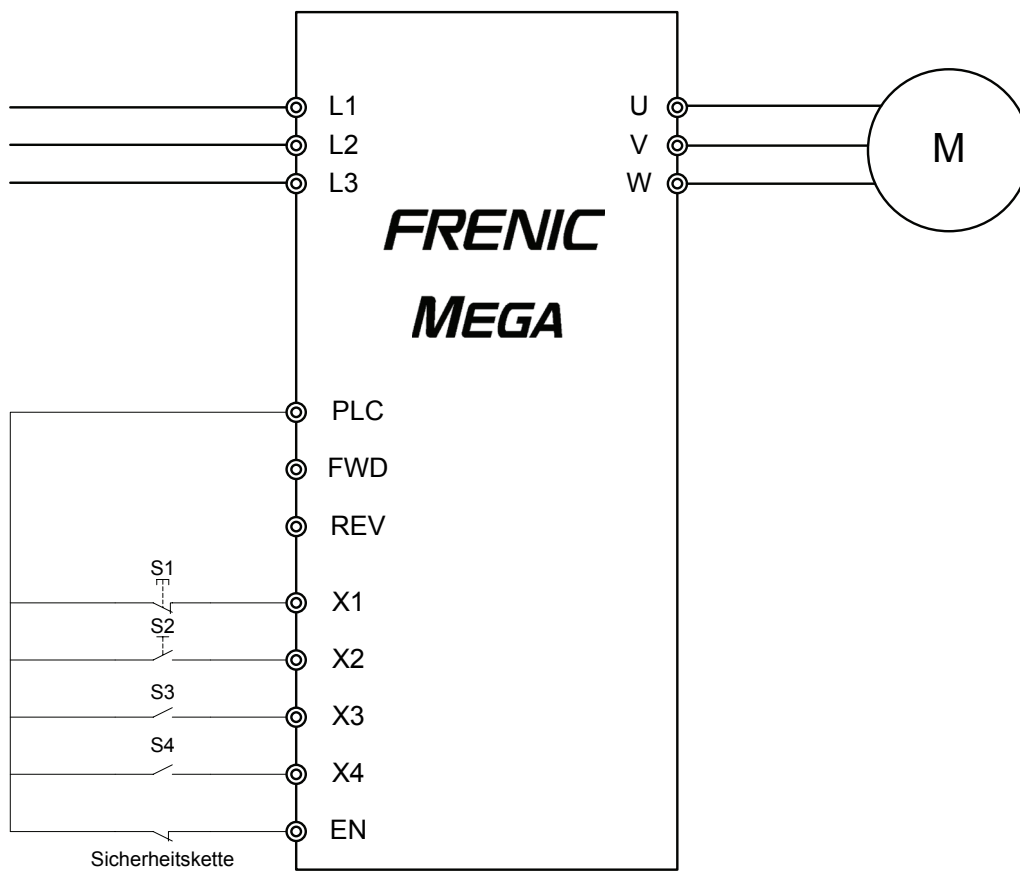 L1 U
L2 V
L3 W
M
FRENIC
MEGA
PLC
FWD
REV
S1
X1
S2
X2
S3
X3
S4
X4
EN
Sicherheitskette